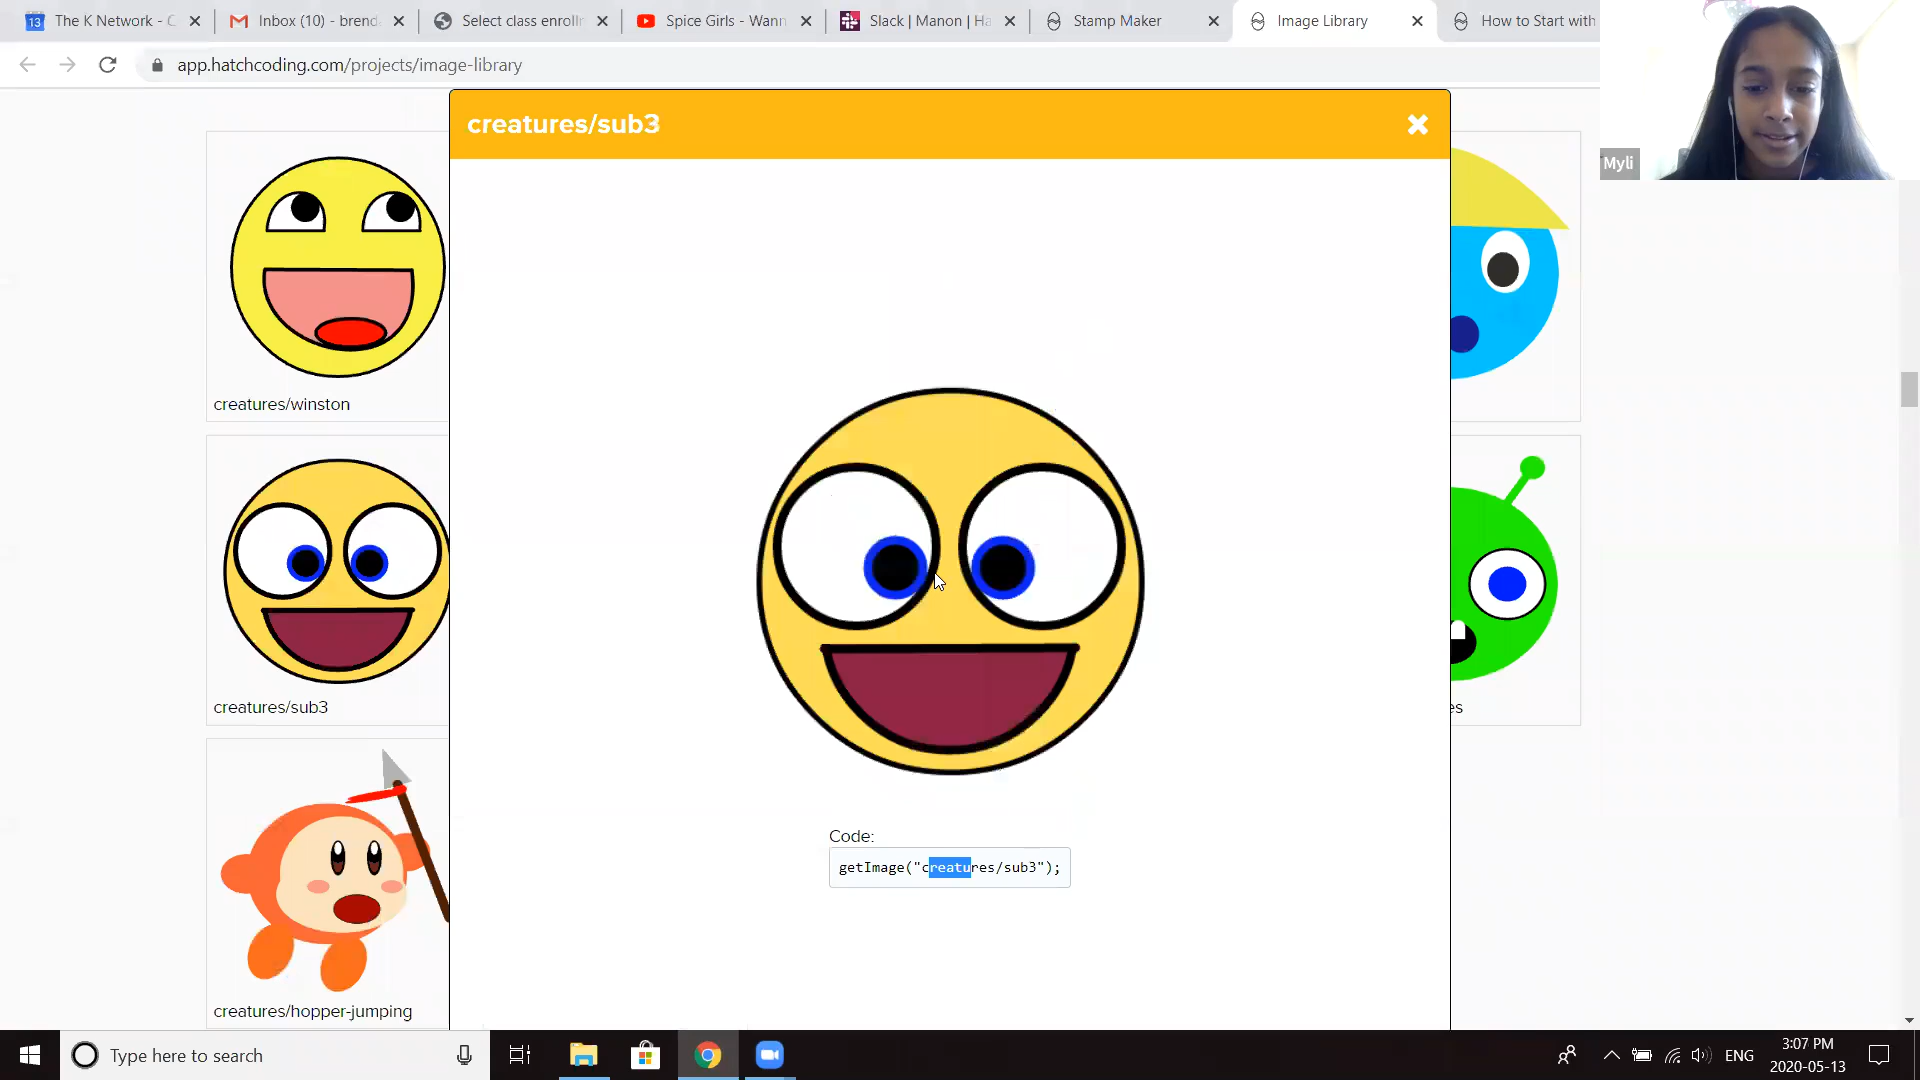 The K Network - C
Inbox (10) - brend
Select class enrolln
Spice Girls - Wann
Slack | Manon | Ha
Stamp Maker
Image Library
How to Start with
app.hatchcoding.com/projects/image-library
Myli
creatures/sub3
creatures/winston
creatures/sub3
es
creatures/hopper-jumping
Code:
getImage("creatures/sub3");
Type here to search
ENG
3:07 PM
2020-05-13
13